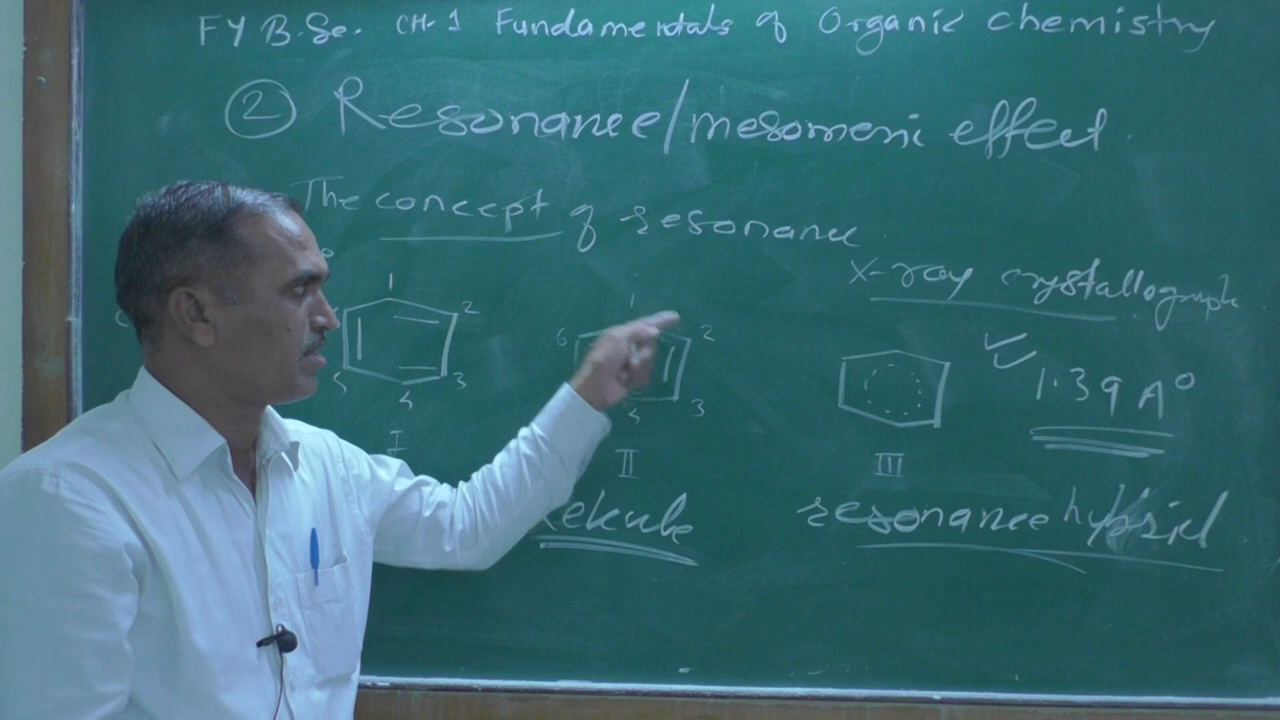 FY B.Sc. CH-1 Fundamentals of Organic chemistry
2 Resonance/mesomeric effect
The concept of resonance
X-ray crystallograph
1 2 3 4 5
I
6 1 2 3 4
II
III
1.39 A°
Kekule
resonance hybrid